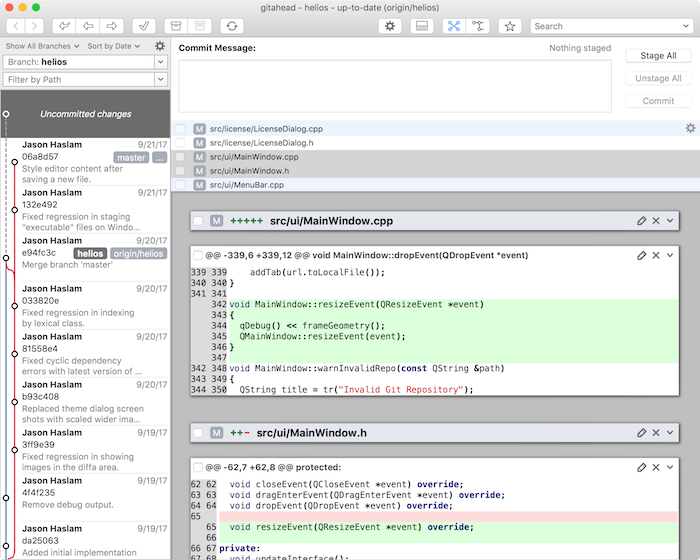 gitahead - helios - up-to-date (origin/helios)
Search
Show All Branches
Sort by Date
Branch: helios
Filter by Path
Uncommitted changes
Jason Haslam 9/21/17
06a8d57 master ...
Style editor content after
saving a new file.
Jason Haslam 9/21/17
132e492
Fixed regression in staging
"executable" files on Windo...
Jason Haslam 9/20/17
e94fc3c helios origin/helios
Merge branch 'master'
Jason Haslam 9/20/17
033820e
Fixed regression in indexing
by lexical class.
Jason Haslam 9/20/17
81558e4
Fixed cyclic dependency
errors with latest version of ...
Jason Haslam 9/20/17
b93c408
Replaced theme dialog screen
shots with scaled wider ima...
Jason Haslam 9/19/17
3ff9e39
Fixed regression in showing
images in the diffa area.
Jason Haslam 9/19/17
4f4f235
Remove debug output.
Jason Haslam 9/19/17
da25063
Added initial implementation
Commit Message: Nothing staged
Stage All
Unstage All
Commit
M src/license/LicenseDialog.cpp
M src/license/LicenseDialog.h
M src/ui/MainWindow.cpp
M src/ui/MainWindow.h
M src/ui/MenuBar.cpp
M +++++ src/ui/MainWindow.cpp
@@ -339,6 +339,12 @@ void MainWindow::dropEvent(QDropEvent *event)
339 339 addTab(url.toLocalFile());
340 340 }
341 341
342 void MainWindow::resizeEvent(QResizeEvent *event)
343 {
344 qDebug() << frameGeometry();
345 QMainWindow::resizeEvent(event);
346 }
347
342 348 void MainWindow::warnInvalidRepo(const QString &path)
343 349 {
344 350 QString title = tr("Invalid Git Repository");
M ++- src/ui/MainWindow.h
@@ -62,7 +62,8 @@ protected:
62 62 void closeEvent(QCloseEvent *event) override;
63 63 void dragEnterEvent(QDragEnterEvent *event) override;
64 64 void dropEvent(QDropEvent *event) override;
65
65 void resizeEvent(QResizeEvent *event) override;
66
66 67 private:
67 68 void updateInterface();